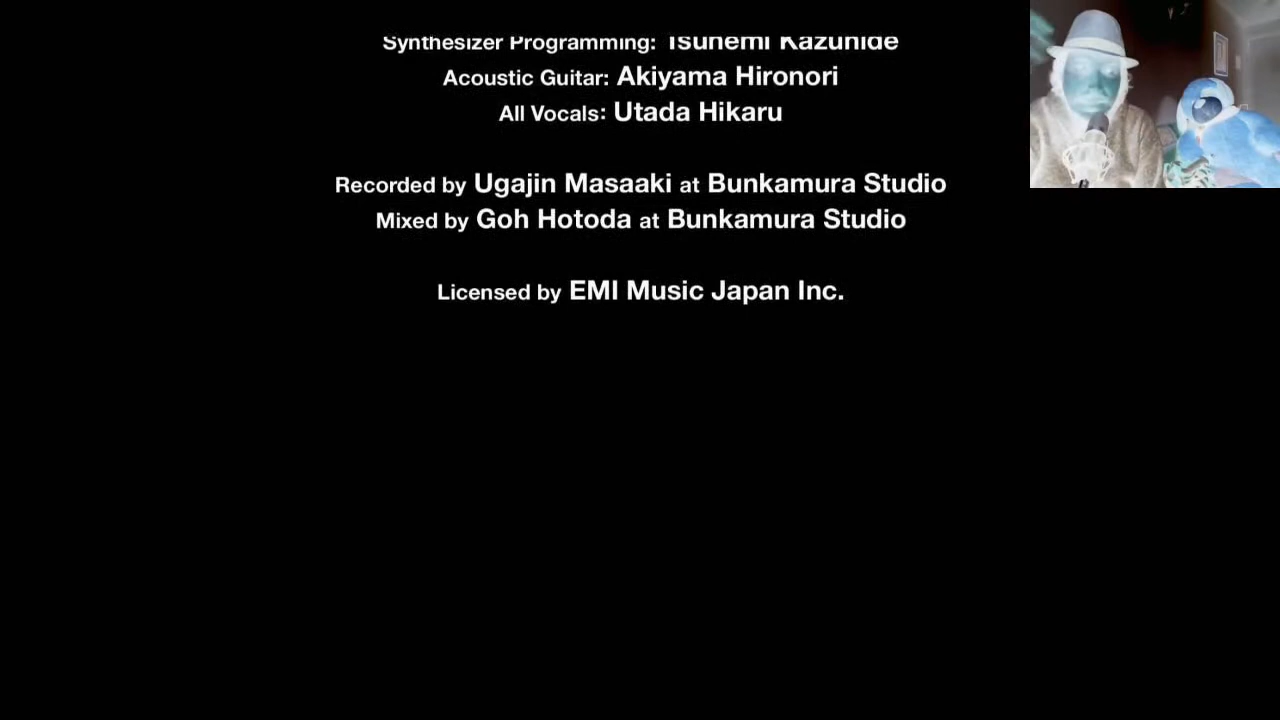 Synthesizer Programming: Tsunemi Kazuhide
Acoustic Guitar: Akiyama Hironori
All Vocals: Utada Hikaru
Recorded by Ugajin Masaaki at Bunkamura Studio
Mixed by Goh Hotoda at Bunkamura Studio
Licensed by EMI Music Japan Inc.